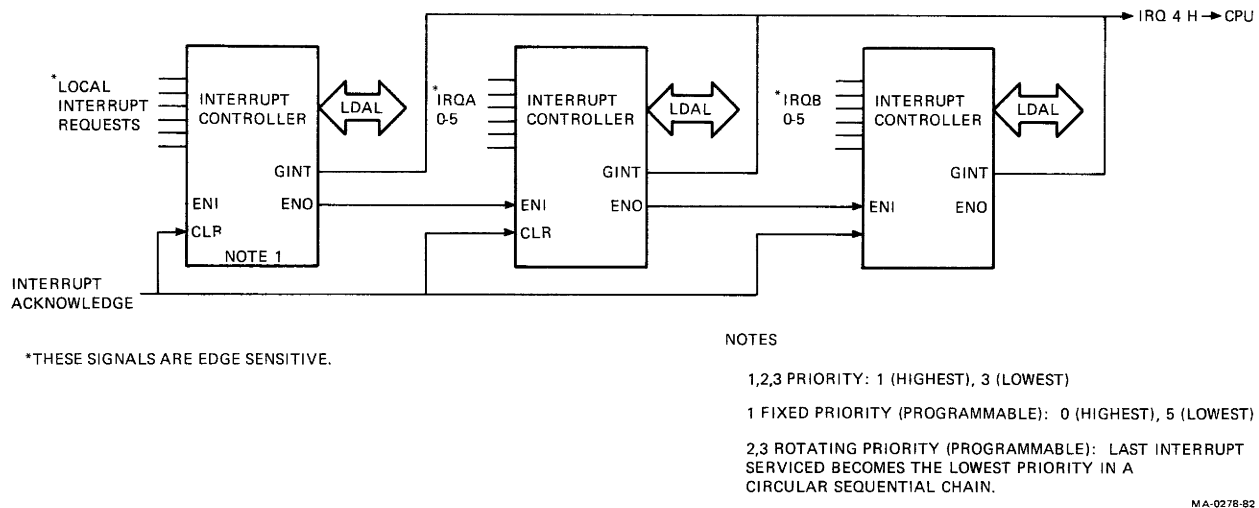 IRQ 4 H → CPU
*LOCAL
INTERRUPT
REQUESTS
INTERRUPT
CONTROLLER
LDAL
GINT
ENI
ENO
CLR
NOTE 1
*IRQA
0-5
INTERRUPT
CONTROLLER
LDAL
GINT
ENI
ENO
CLR
*IRQB
0-5
INTERRUPT
CONTROLLER
LDAL
GINT
ENI
ENO
INTERRUPT
ACKNOWLEDGE
*THESE SIGNALS ARE EDGE SENSITIVE.
NOTES
1,2,3 PRIORITY: 1 (HIGHEST), 3 (LOWEST)
1 FIXED PRIORITY (PROGRAMMABLE): 0 (HIGHEST), 5 (LOWEST)
2,3 ROTATING PRIORITY (PROGRAMMABLE): LAST INTERRUPT
SERVICED BECOMES THE LOWEST PRIORITY IN A
CIRCULAR SEQUENTIAL CHAIN.
MA-0278-82